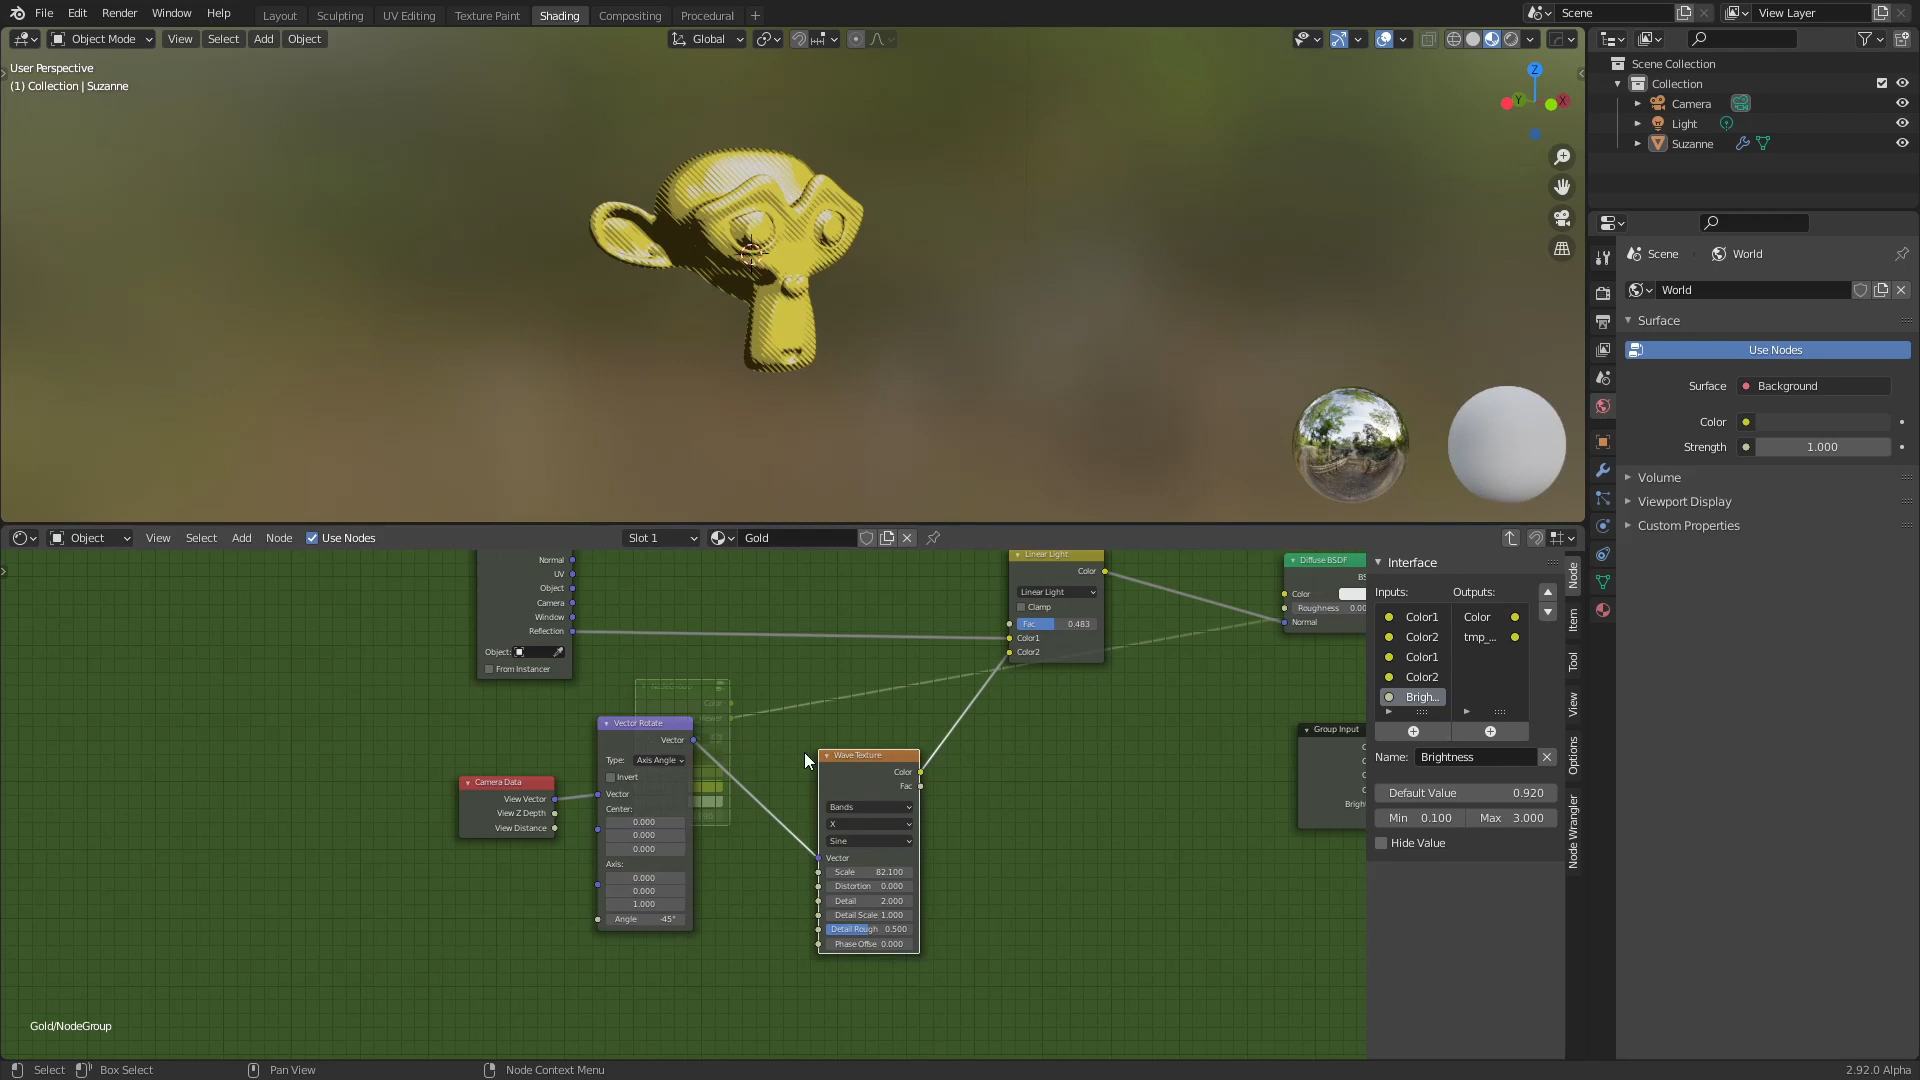 File Edit Render Window Help Layout Sculpting UV Editing Texture Paint Shading Compositing Procedural + Scene View Layer
Object Mode View Select Add Object Global
User Perspective
(1) Collection | Suzanne
Z
Y
X
Scene Collection
Collection
Camera
Light
Suzanne
Scene World
World
Surface
Use Nodes
Surface Background
Color
Strength 1.000
Volume
Viewport Display
Custom Properties
Object View Select Add Node Use Nodes Slot 1 Gold
Normal
UV
Object
Camera
Window
Reflection
Object:
From Instancer
Camera Data
View Vector
View Z Depth
View Distance
Vector Rotate
Vector
Type: Axis Angle
Invert
Vector
Center:
0.000
0.000
0.000
Axis:
0.000
0.000
1.000
Angle -45°
NodeGroup
Color
Viewer
Wave Texture
Color
Fac
Bands
X
Sine
Vector
Scale 82.100
Distortion 0.000
Detail 2.000
Detail Scale 1.000
Detail Rough 0.500
Phase Offse 0.000
Linear Light
Color
Linear Light
Clamp
Fac 0.483
Color1
Color2
Diffuse BSDF
BS
Color
Roughness 0.00
Normal
Group Input
C
C
C
C
Brigh
Interface
Inputs: Outputs:
Color1 Color
Color2 tmp_...
Color1
Color2
Brigh...
Name: Brightness
Default Value 0.920
Min 0.100 Max 3.000
Hide Value
Node
Item
Tool
View
Options
Node Wrangler
Gold/NodeGroup
Select Box Select Pan View Node Context Menu 2.92.0 Alpha